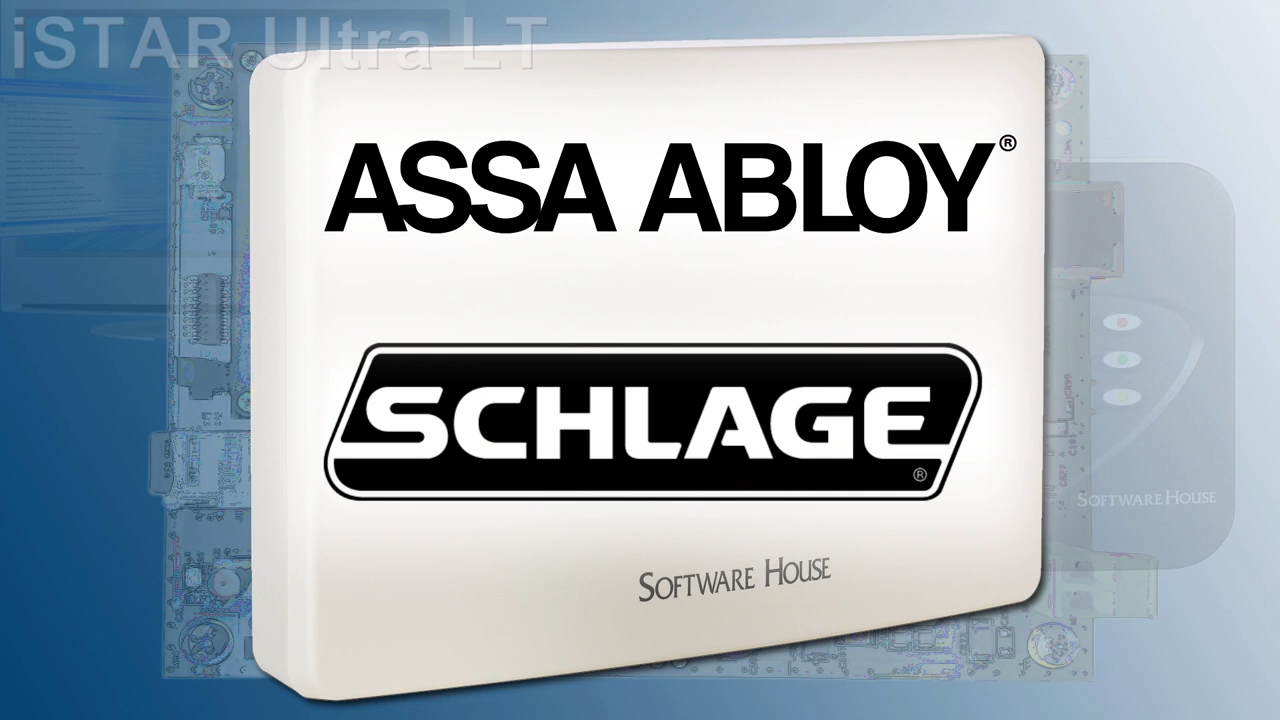 iSTAR Ultra LT
ASSA ABLOY®
SCHLAGE
®
SOFTWARE HOUSE
SOFTWARE HOUSE